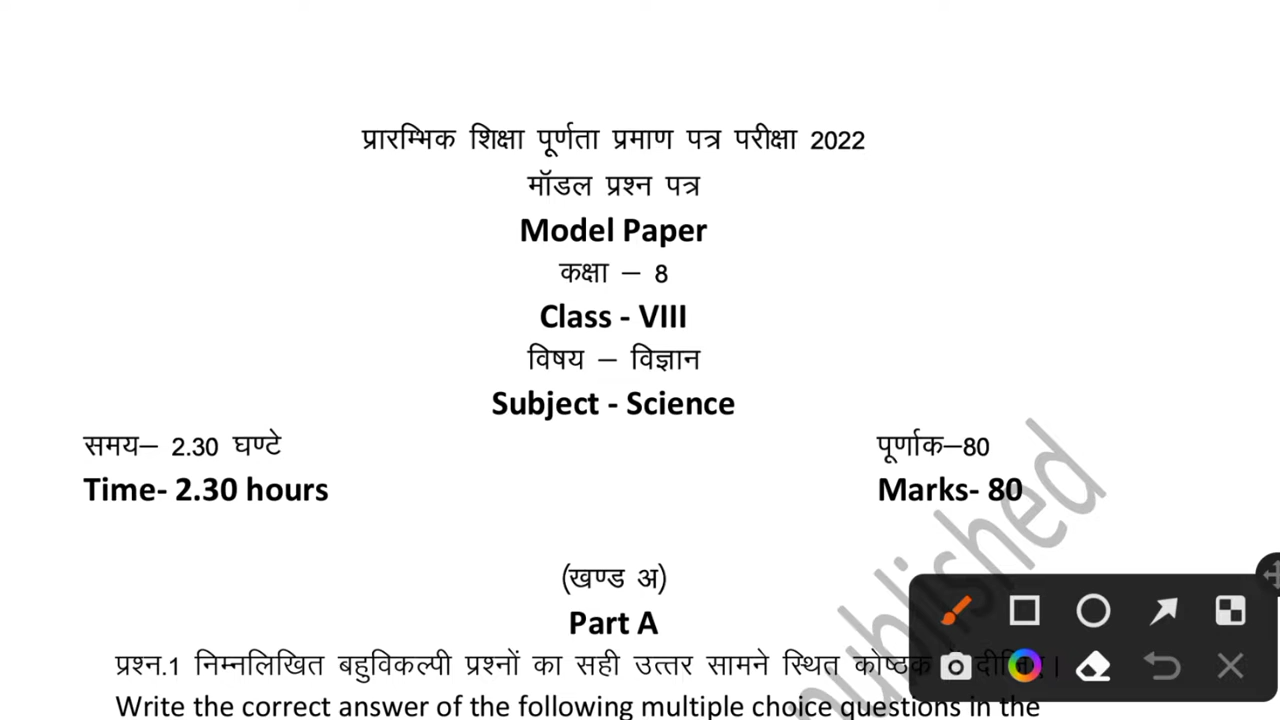 प्रारम्भिक शिक्षा पूर्णता प्रमाण पत्र परीक्षा 2022
मॉडल प्रश्न पत्र
Model Paper
कक्षा – 8
Class - VIII
विषय – विज्ञान
Subject - Science
समय– 2.30 घण्टे पूर्णाक–80
Time- 2.30 hours Marks- 80
(खण्ड अ)
Part A
प्रश्न.1 निम्नलिखित बहुविकल्पी प्रश्नों का सही उत्तर सामने स्थित कोष्ठक
Write the correct answer of the following multiple choice questions in the
published